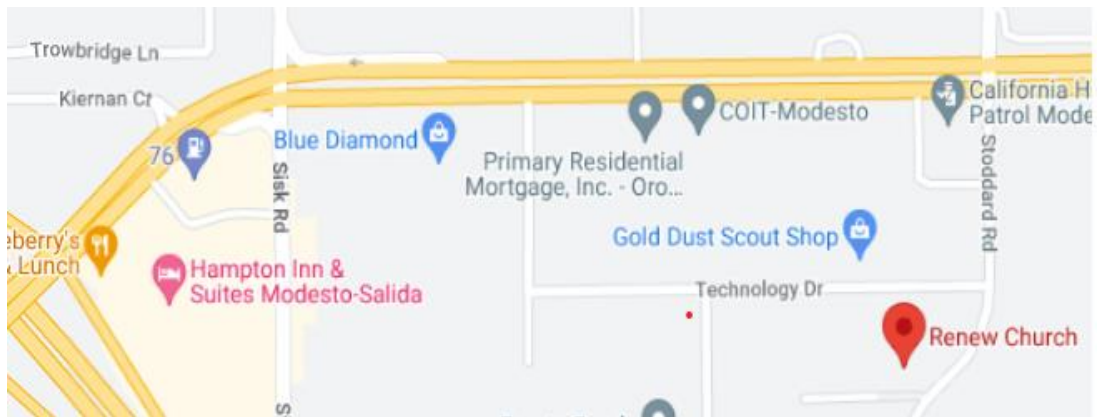 Trowbridge Ln
Kiernan Ct
76
Blue Diamond
Primary Residential
Mortgage, Inc. - Oro...
COIT-Modesto
California H
Patrol Mode
Sisk Rd
Stoddard Rd
eberry's
Lunch
Hampton Inn &
Suites Modesto-Salida
Gold Dust Scout Shop
Technology Dr
Renew Church